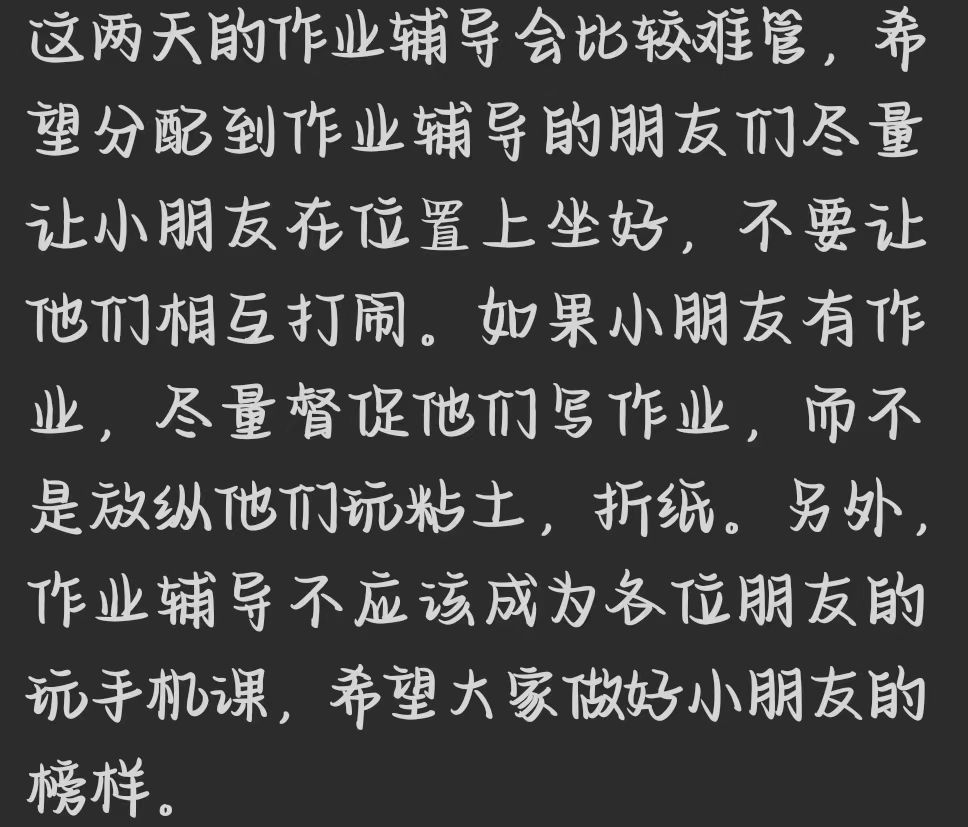 这两天的作业辅导会比较难管，希
望分配到作业辅导的朋友们尽量
让小朋友在位置上坐好，不要让
他们相互打闹。如果小朋友有作
业，尽量督促他们写作业，而不
是放纵他们玩粘土，折纸。另外，
作业辅导不应该成为各位朋友的
玩手机课，希望大家做好小朋友的
榜样。